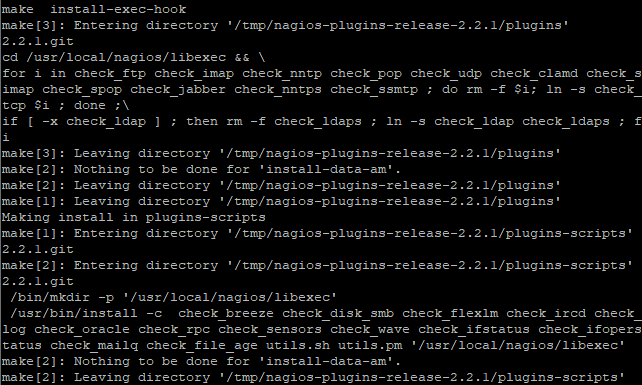 make  install-exec-hook
make[3]: Entering directory '/tmp/nagios-plugins-release-2.2.1/plugins'
2.2.1.git
cd /usr/local/nagios/libexec && \
for i in check_ftp check_imap check_nntp check_pop check_udp check_clamd check_s
imap check_spop check_jabber check_nntps check_ssmtp ; do rm -f $i; ln -s check_
tcp $i ; done ;\
if [ -x check_ldap ] ; then rm -f check_ldaps ; ln -s check_ldap check_ldaps ; f
i
make[3]: Leaving directory '/tmp/nagios-plugins-release-2.2.1/plugins'
make[2]: Nothing to be done for 'install-data-am'.
make[2]: Leaving directory '/tmp/nagios-plugins-release-2.2.1/plugins'
make[1]: Leaving directory '/tmp/nagios-plugins-release-2.2.1/plugins'
Making install in plugins-scripts
make[1]: Entering directory '/tmp/nagios-plugins-release-2.2.1/plugins-scripts'
2.2.1.git
make[2]: Entering directory '/tmp/nagios-plugins-release-2.2.1/plugins-scripts'
2.2.1.git
 /bin/mkdir -p '/usr/local/nagios/libexec'
 /usr/bin/install -c  check_breeze check_disk_smb check_flexlm check_ircd check_
log check_oracle check_rpc check_sensors check_wave check_ifstatus check_ifopers
tatus check_mailq check_file_age utils.sh utils.pm '/usr/local/nagios/libexec'
make[2]: Nothing to be done for 'install-data-am'.
make[2]: Leaving directory '/tmp/nagios-plugins-release-2.2.1/plugins-scripts'